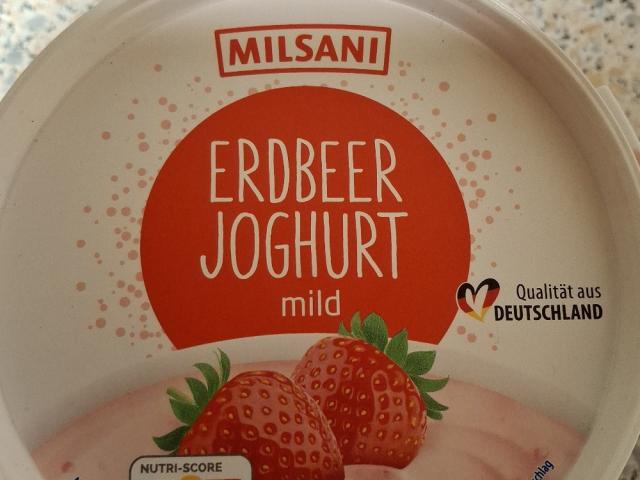 MILSANI
ERDBEER
JOGHURT
mild
Qualität aus
DEUTSCHLAND
NUTRI-SCORE